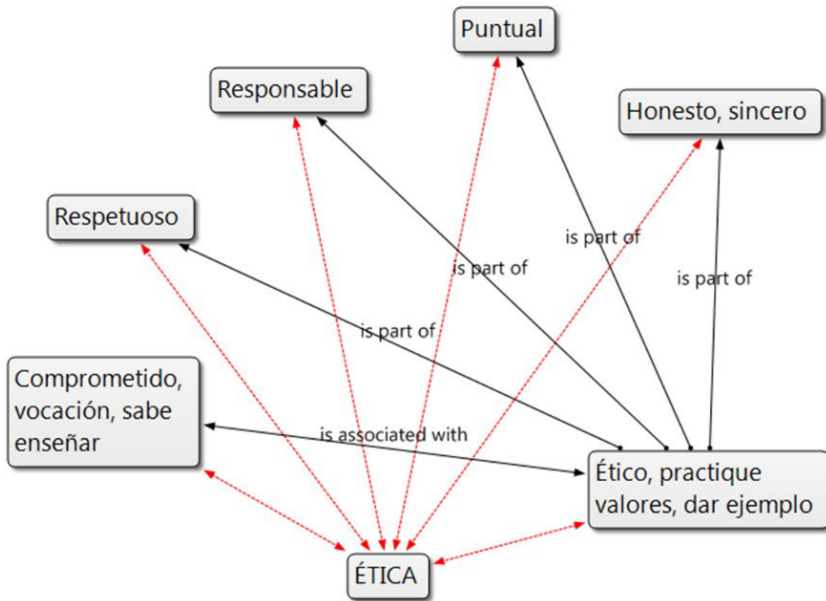 Puntual
Responsable
Honesto, sincero
Respetuoso
is part of
is part of
is part of
is part of
Comprometido,
vocación, sabe
enseñar
is associated with
Ético, practique
valores, dar ejemplo
ÉTICA